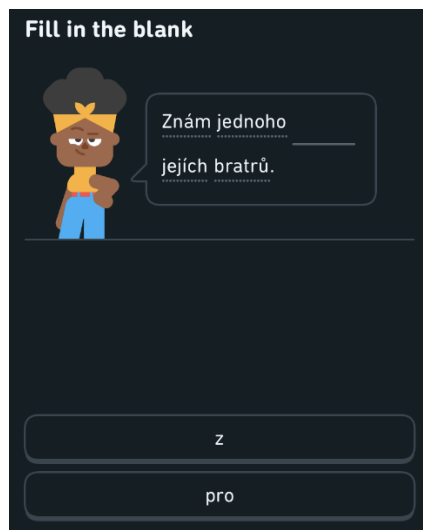 Fill in the blank
Znám jednoho
jejích bratrů.
z
pro